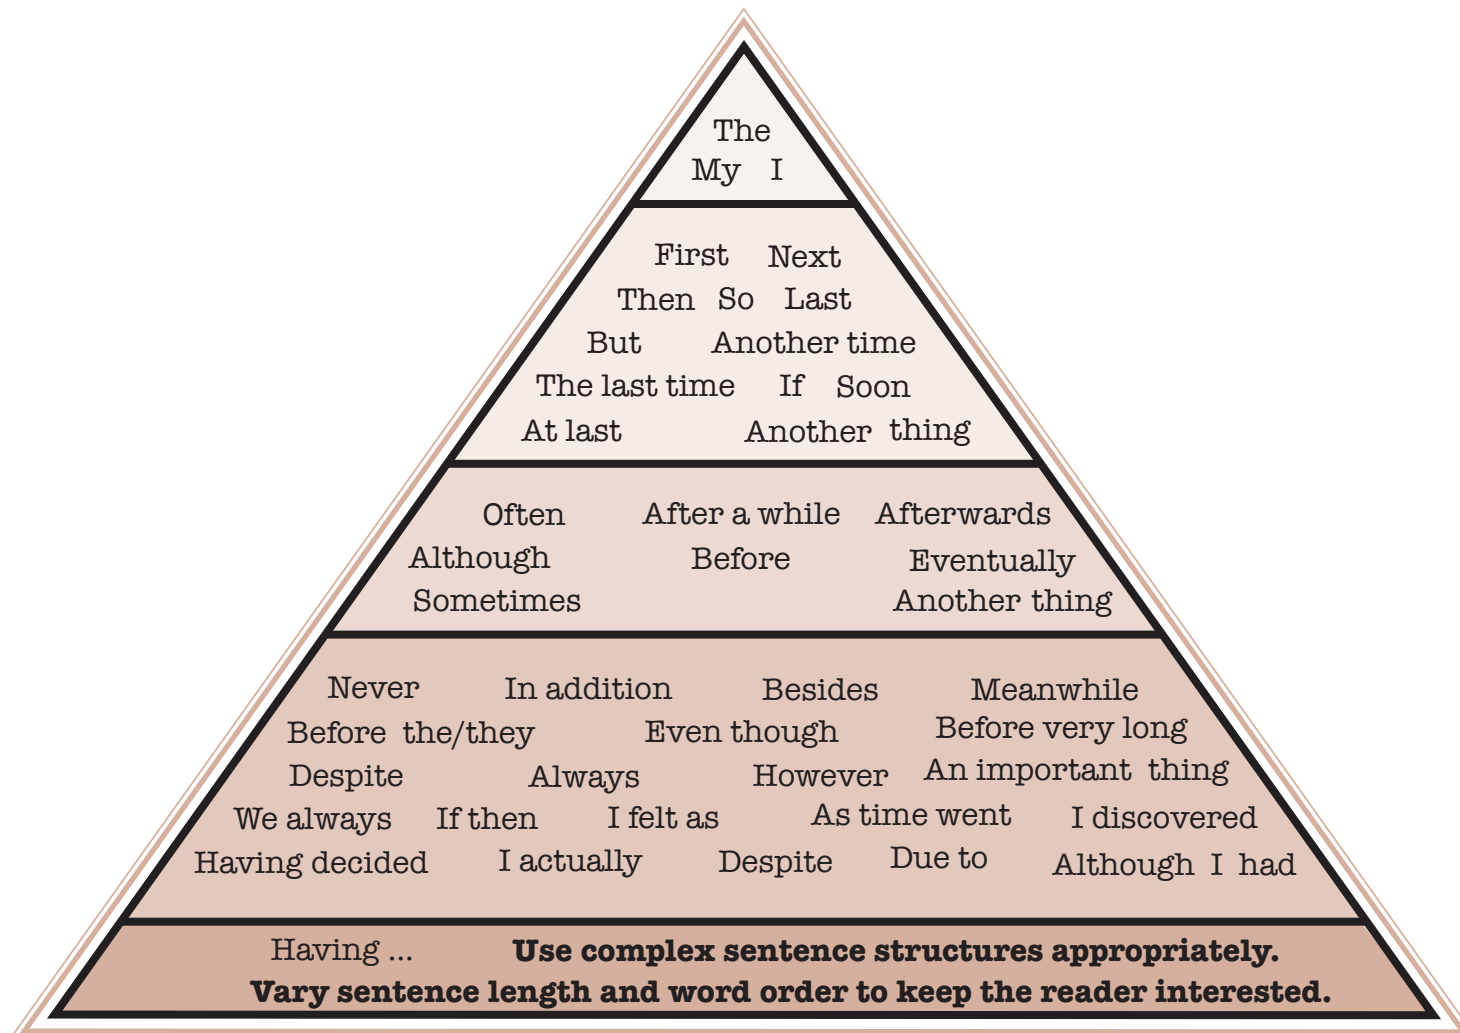 The
My I
First Next
Then So Last
But Another time
The last time If Soon
At last Another thing
Often After a while Afterwards
Although Before Eventually
Sometimes Another thing
Never In addition Besides Meanwhile
Before the/they Even though Before very long
Despite Always However An important thing
We always If then I felt as As time went I discovered
Having decided I actually Despite Due to Although I had
Having ... Use complex sentence structures appropriately.
Vary sentence length and word order to keep the reader interested.